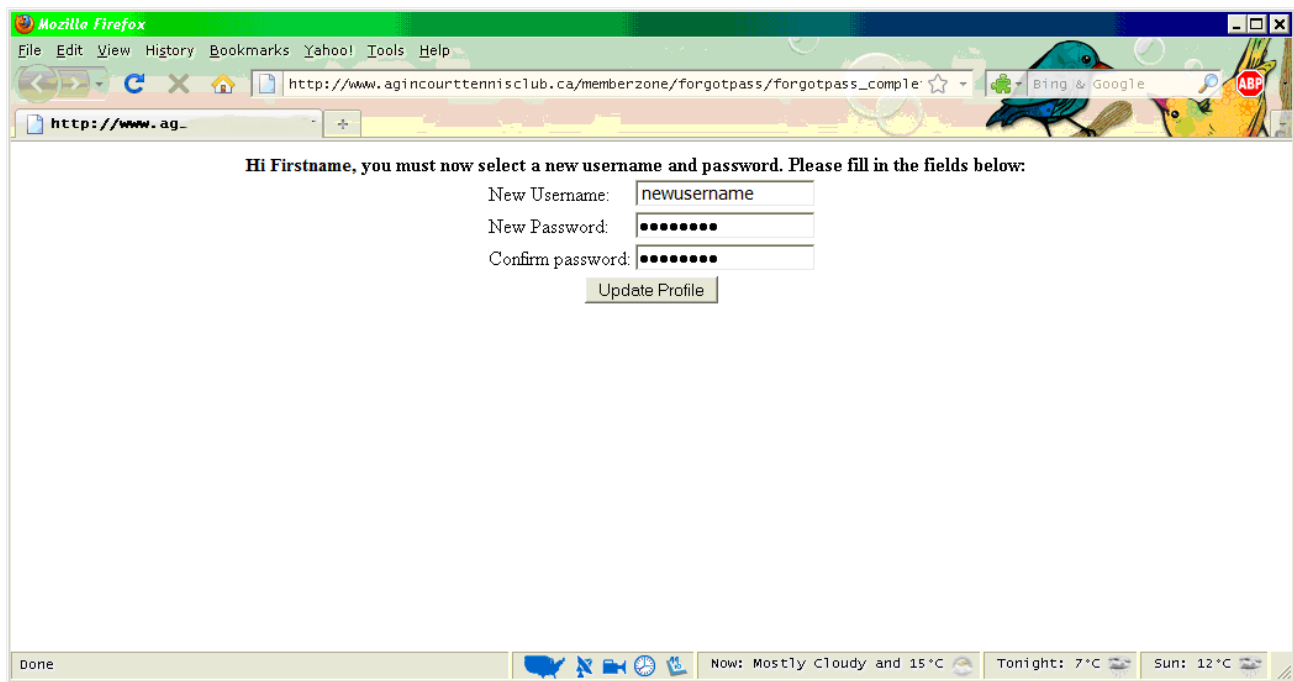 Mozilla Firefox
File Edit View History Bookmarks Yahoo! Tools Help
http://www.agincourttennisclub.ca/memberzone/forgotpass/forgotpass_comple Bing & Google ABP
http://www.ag-
Hi Firstname, you must now select a new username and password. Please fill in the fields below:
New Username: newusername
New Password: ••••••••
Confirm password: ••••••••
Update Profile
Done Now: Mostly Cloudy and 15°C Tonight: 7°C Sun: 12°C